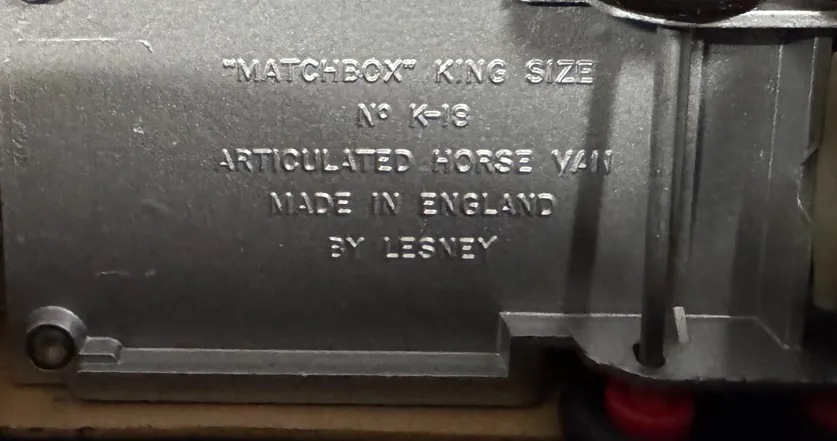 "MATCHBOX" KING SIZE
Nº K-18
ARTICULATED HORSE VAN
MADE IN ENGLAND
BY LESNEY